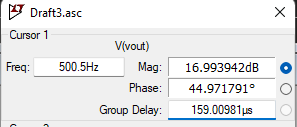 Draft3.asc
Cursor 1
V(vout)
Freq: 500.5Hz Mag: 16.993942dB
Phase: 44.971791°
Group Delay: 159.00981µs